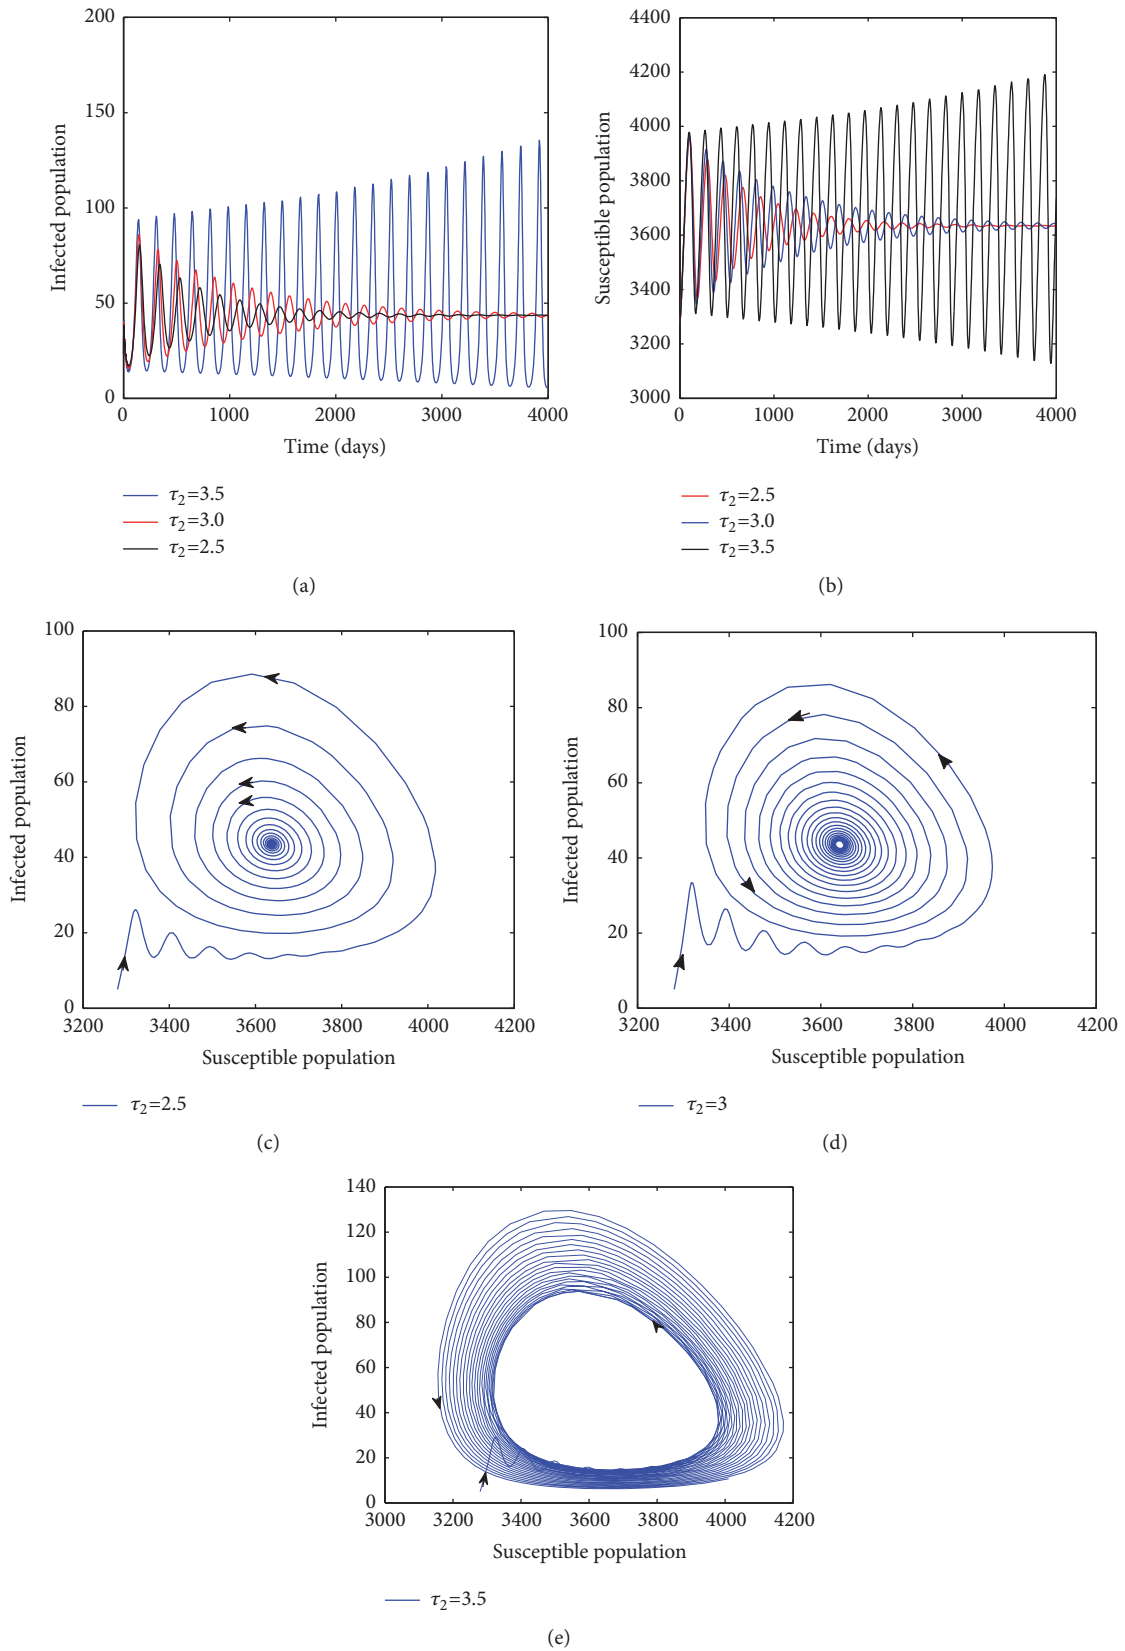 200
150
100
50
0
Infected population
0 1000 2000 3000 4000
Time (days)
τ2=3.5
τ2=3.0
τ2=2.5
(a)
4400
4200
4000
3800
3600
3400
3200
3000
Susceptible population
0 1000 2000 3000 4000
Time (days)
τ2=2.5
τ2=3.0
τ2=3.5
(b)
100
80
60
40
20
0
Infected population
3200 3400 3600 3800 4000 4200
Susceptible population
τ2=2.5
(c)
100
80
60
40
20
0
Infected population
3200 3400 3600 3800 4000 4200
Susceptible population
τ2=3
(d)
140
120
100
80
60
40
20
0
Infected population
3000 3200 3400 3600 3800 4000 4200
Susceptible population
τ2=3.5
(e)